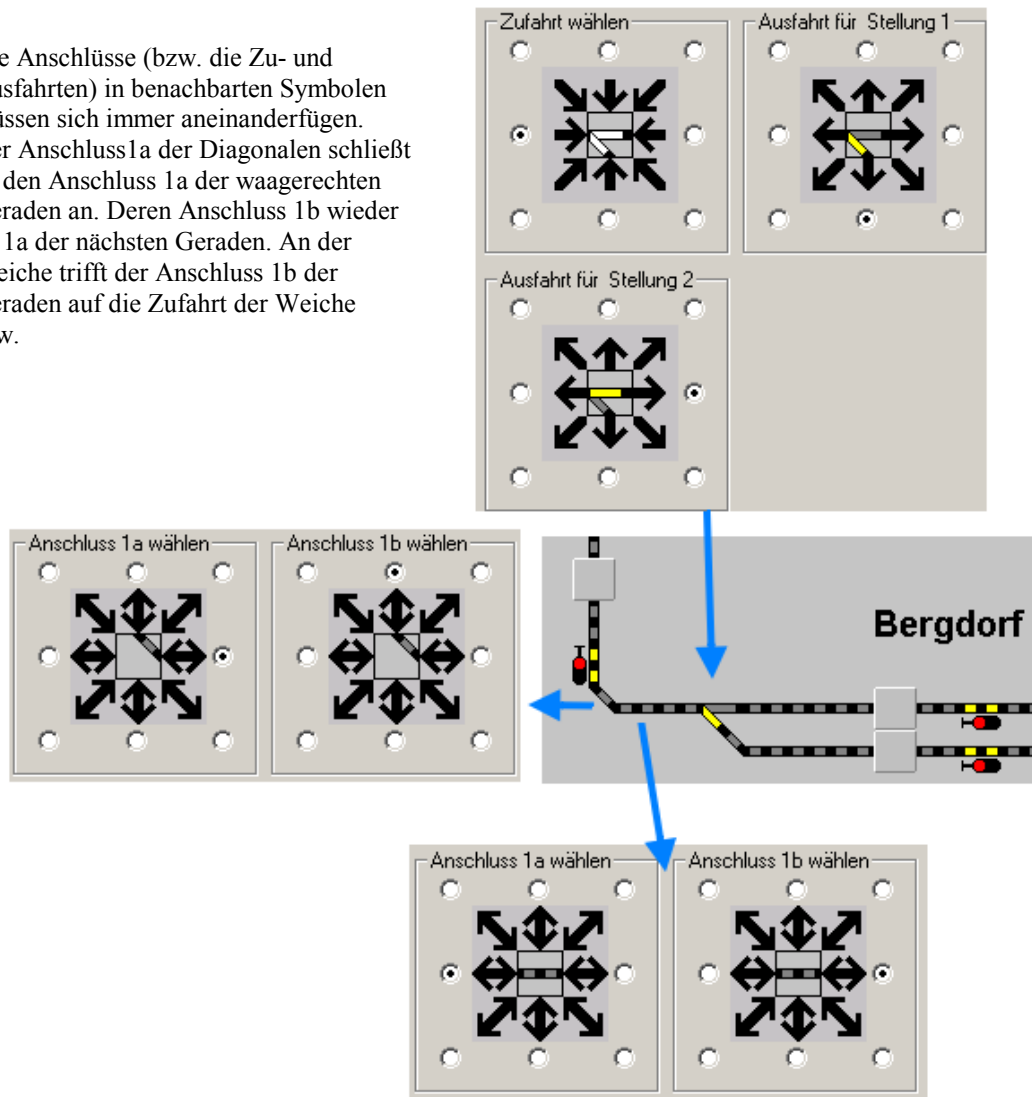 e Anschlüsse (bzw. die Zu- und
usfahrten) in benachbarten Symbolen
üssen sich immer aneinanderfügen.
er Anschluss1a der Diagonalen schließt
den Anschluss 1a der waagerechten
eraden an. Deren Anschluss 1b wieder
1a der nächsten Geraden. An der
eiche trifft der Anschluss 1b der
eraden auf die Zufahrt der Weiche
w.
Zufahrt wählen
Ausfahrt für Stellung 1
Ausfahrt für Stellung 2
Anschluss 1a wählen
Anschluss 1b wählen
Bergdorf
Anschluss 1a wählen
Anschluss 1b wählen